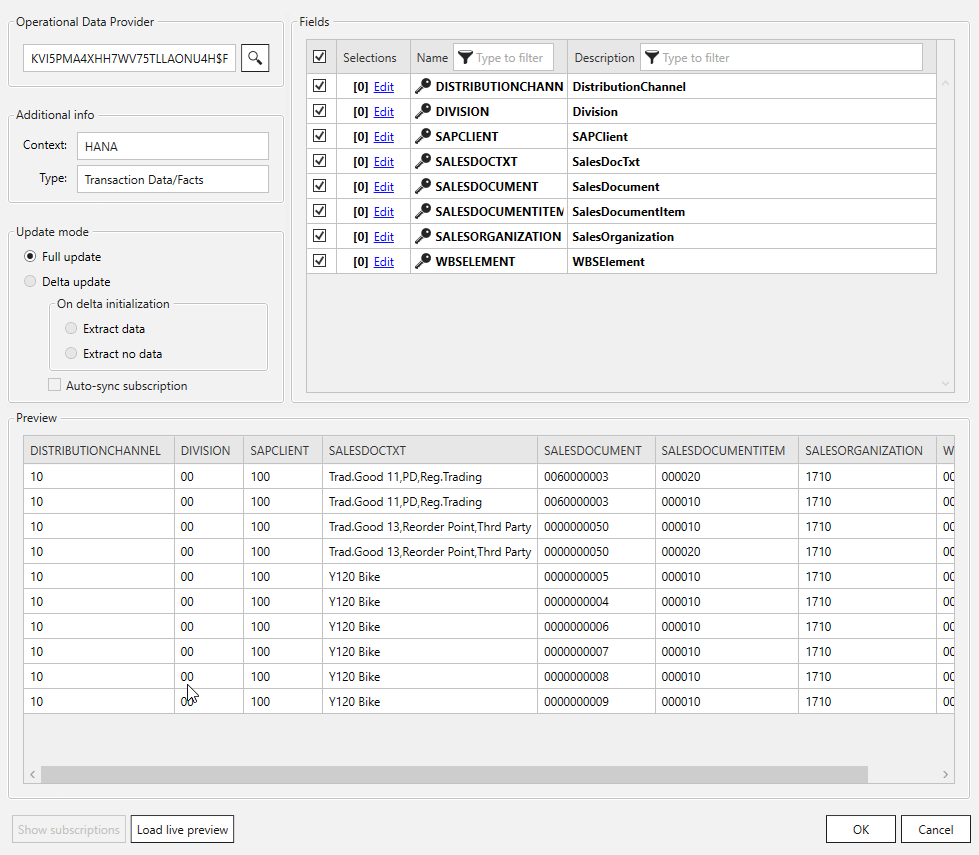 Operational Data Provider
KVI5PMA4XHH7WV75TLLAONU4H$F
Additional info
Context: HANA
Type: Transaction Data/Facts
Update mode
Full update
Delta update
On delta initialization
Extract data
Extract no data
Auto-sync subscription
Fields
Selections Name Type to filter Description Type to filter
[0] Edit DISTRIBUTIONCHANN DistributionChannel
[0] Edit DIVISION Division
[0] Edit SAPCLIENT SAPClient
[0] Edit SALESDOCTXT SalesDocTxt
[0] Edit SALESDOCUMENT SalesDocument
[0] Edit SALESDOCUMENTITEM SalesDocumentItem
[0] Edit SALESORGANIZATION SalesOrganization
[0] Edit WBSELEMENT WBSElement
Preview
DISTRIBUTIONCHANNEL DIVISION SAPCLIENT SALESDOCTXT SALESDOCUMENT SALESDOCUMENTITEM SALESORGANIZATION W
10 00 100 Trad.Good 11,PD,Reg.Trading 0060000003 000020 1710 00
10 00 100 Trad.Good 11,PD,Reg.Trading 0060000003 000010 1710 00
10 00 100 Trad.Good 13,Reorder Point,Thrd Party 0000000050 000010 1710 00
10 00 100 Trad.Good 13,Reorder Point,Thrd Party 0000000050 000020 1710 00
10 00 100 Y120 Bike 0000000005 000010 1710 00
10 00 100 Y120 Bike 0000000004 000010 1710 00
10 00 100 Y120 Bike 0000000006 000010 1710 00
10 00 100 Y120 Bike 0000000007 000010 1710 00
10 00 100 Y120 Bike 0000000008 000010 1710 00
10 00 100 Y120 Bike 0000000009 000010 1710 00
Show subscriptions Load live preview OK Cancel